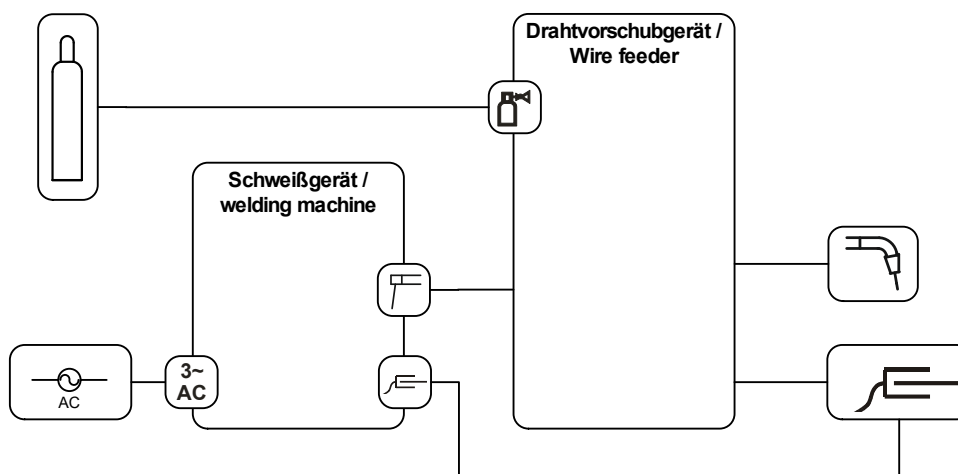 Drahtvorschubgerät /
Wire feeder
Schweißgerät /
welding machine
3~
AC
AC